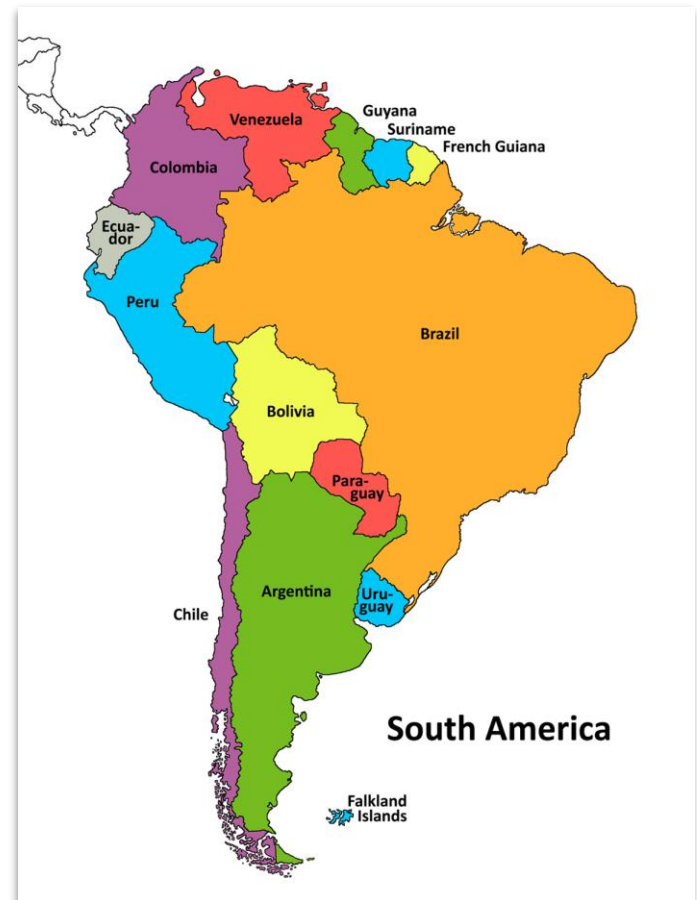 Venezuela
Guyana
Suriname
French Guiana
Colombia
Ecua-
dor
Peru
Brazil
Bolivia
Para-
guay
Chile
Argentina
Uru-
guay
South America
Falkland
Islands